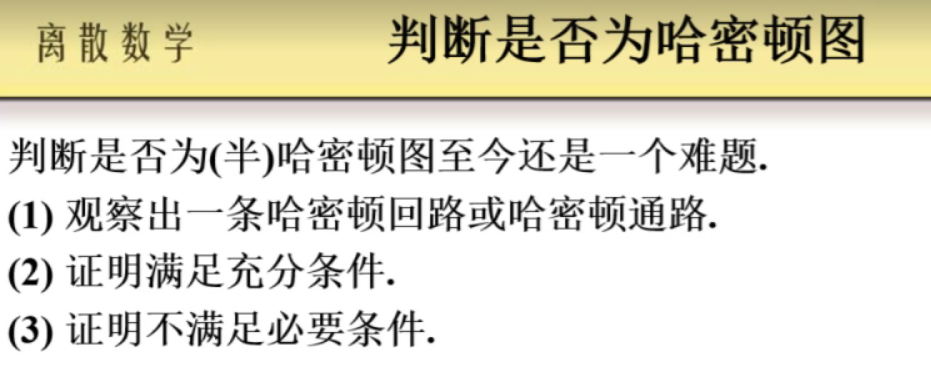 离散数学
判断是否为哈密顿图
判断是否为(半)哈密顿图至今还是一个难题.
(1) 观察出一条哈密顿回路或哈密顿通路.
(2) 证明满足充分条件.
(3) 证明不满足必要条件.